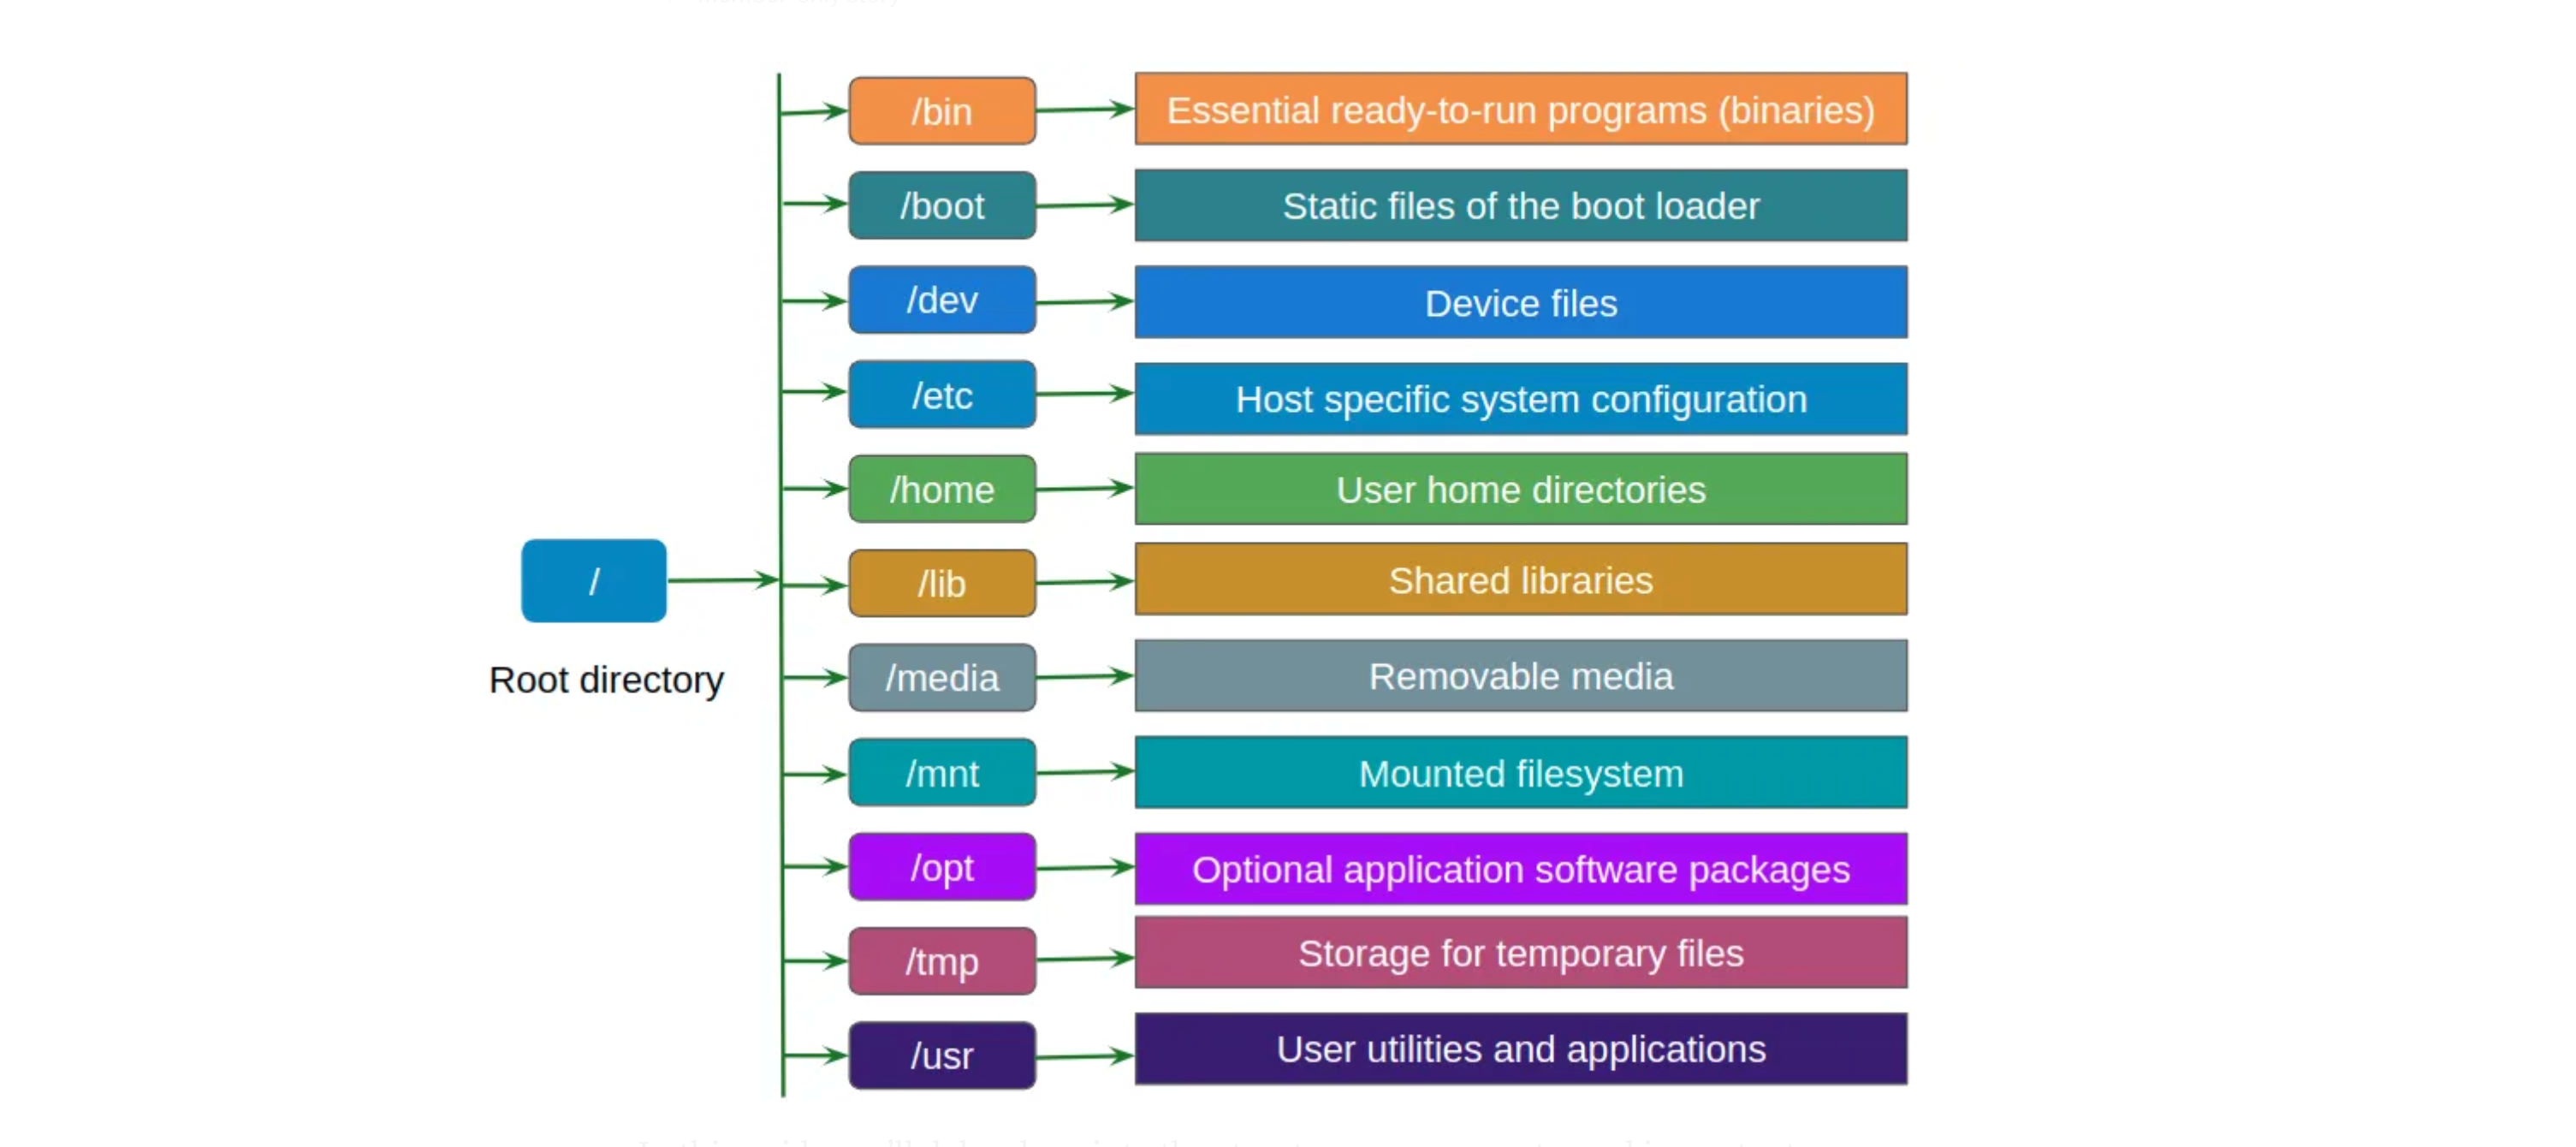 /bin
Essential ready-to-run programs (binaries)
/boot
Static files of the boot loader
/dev
Device files
/etc
Host specific system configuration
/home
User home directories
/
Root directory
/lib
Shared libraries
/media
Removable media
/mnt
Mounted filesystem
/opt
Optional application software packages
/tmp
Storage for temporary files
/usr
User utilities and applications